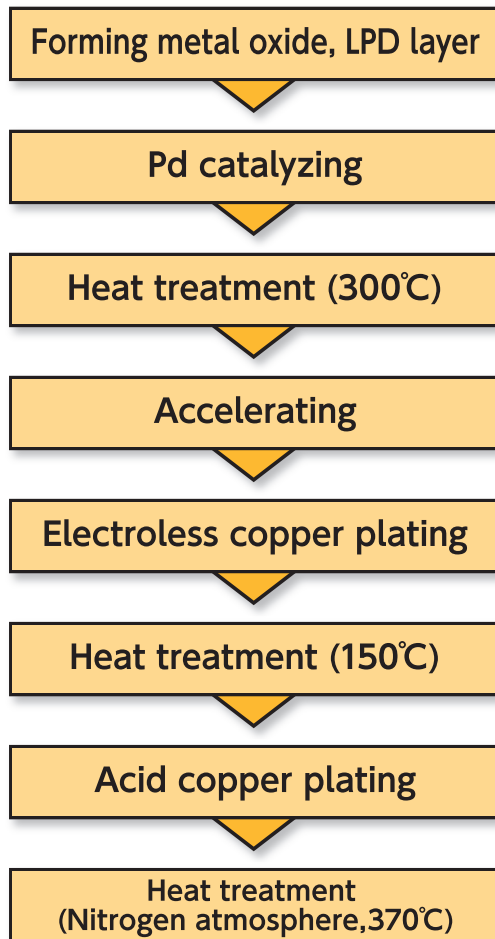 Forming metal oxide, LPD layer
Pd catalyzing
Heat treatment (300℃)
Accelerating
Electroless copper plating
Heat treatment (150℃)
Acid copper plating
Heat treatment
(Nitrogen atmosphere,370℃)